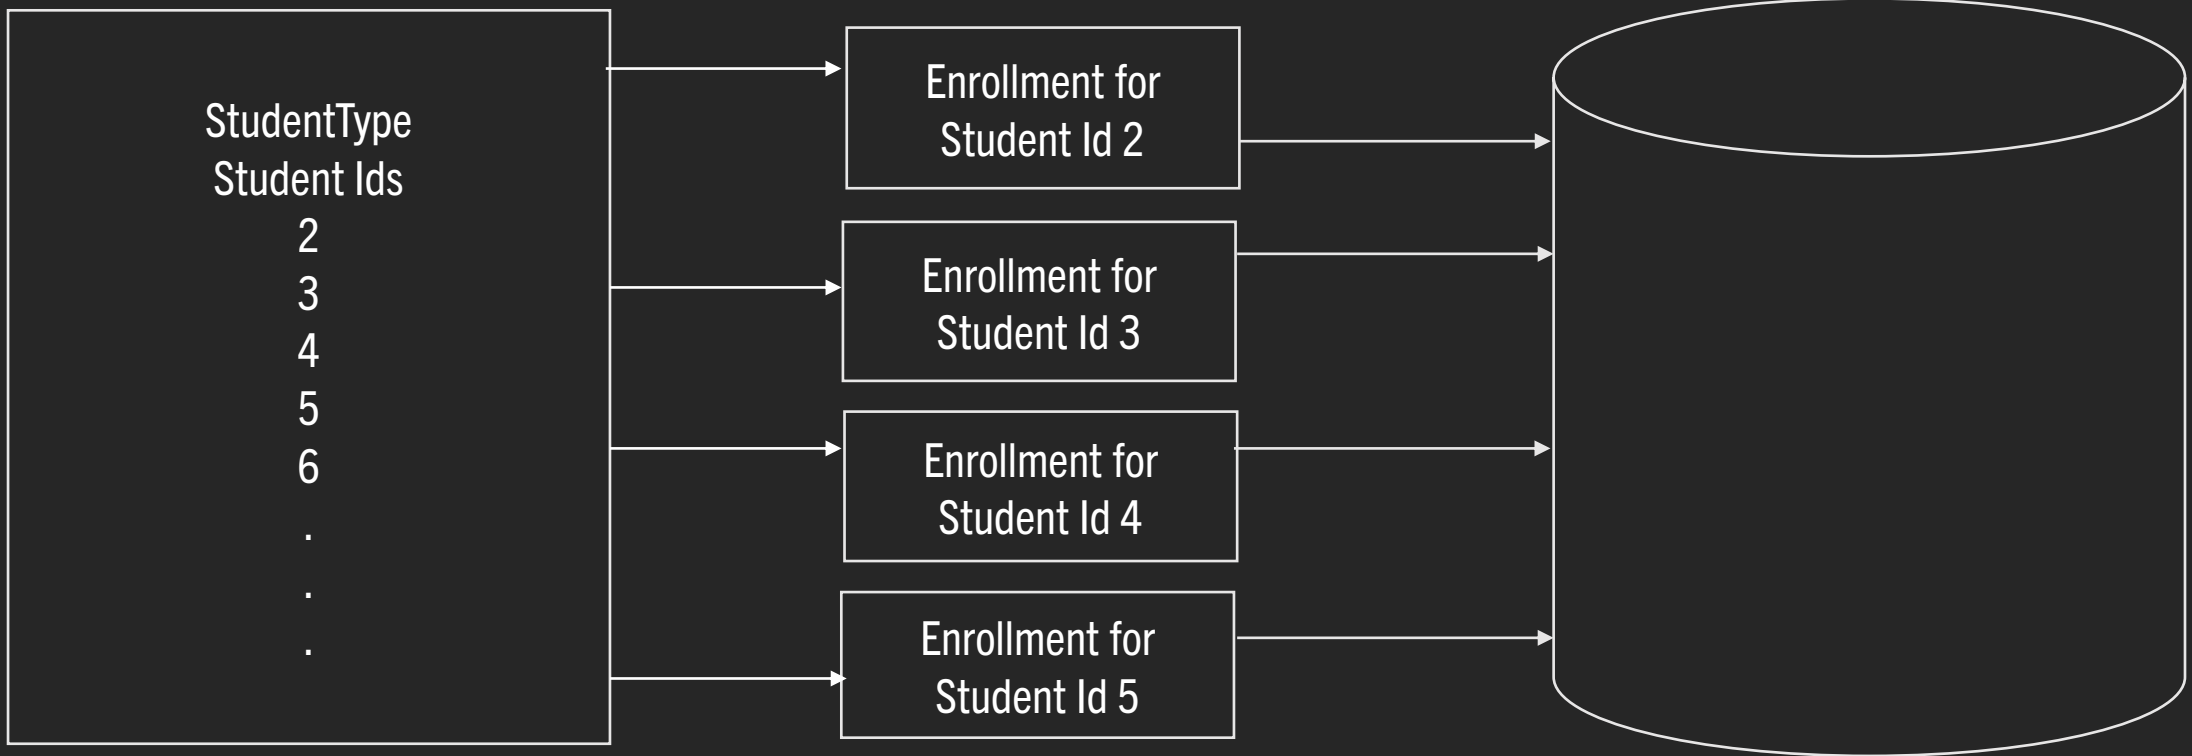 StudentType
Student Ids
2
3
4
5
6
.
.
.
Enrollment for
Student Id 2
Enrollment for
Student Id 3
Enrollment for
Student Id 4
Enrollment for
Student Id 5